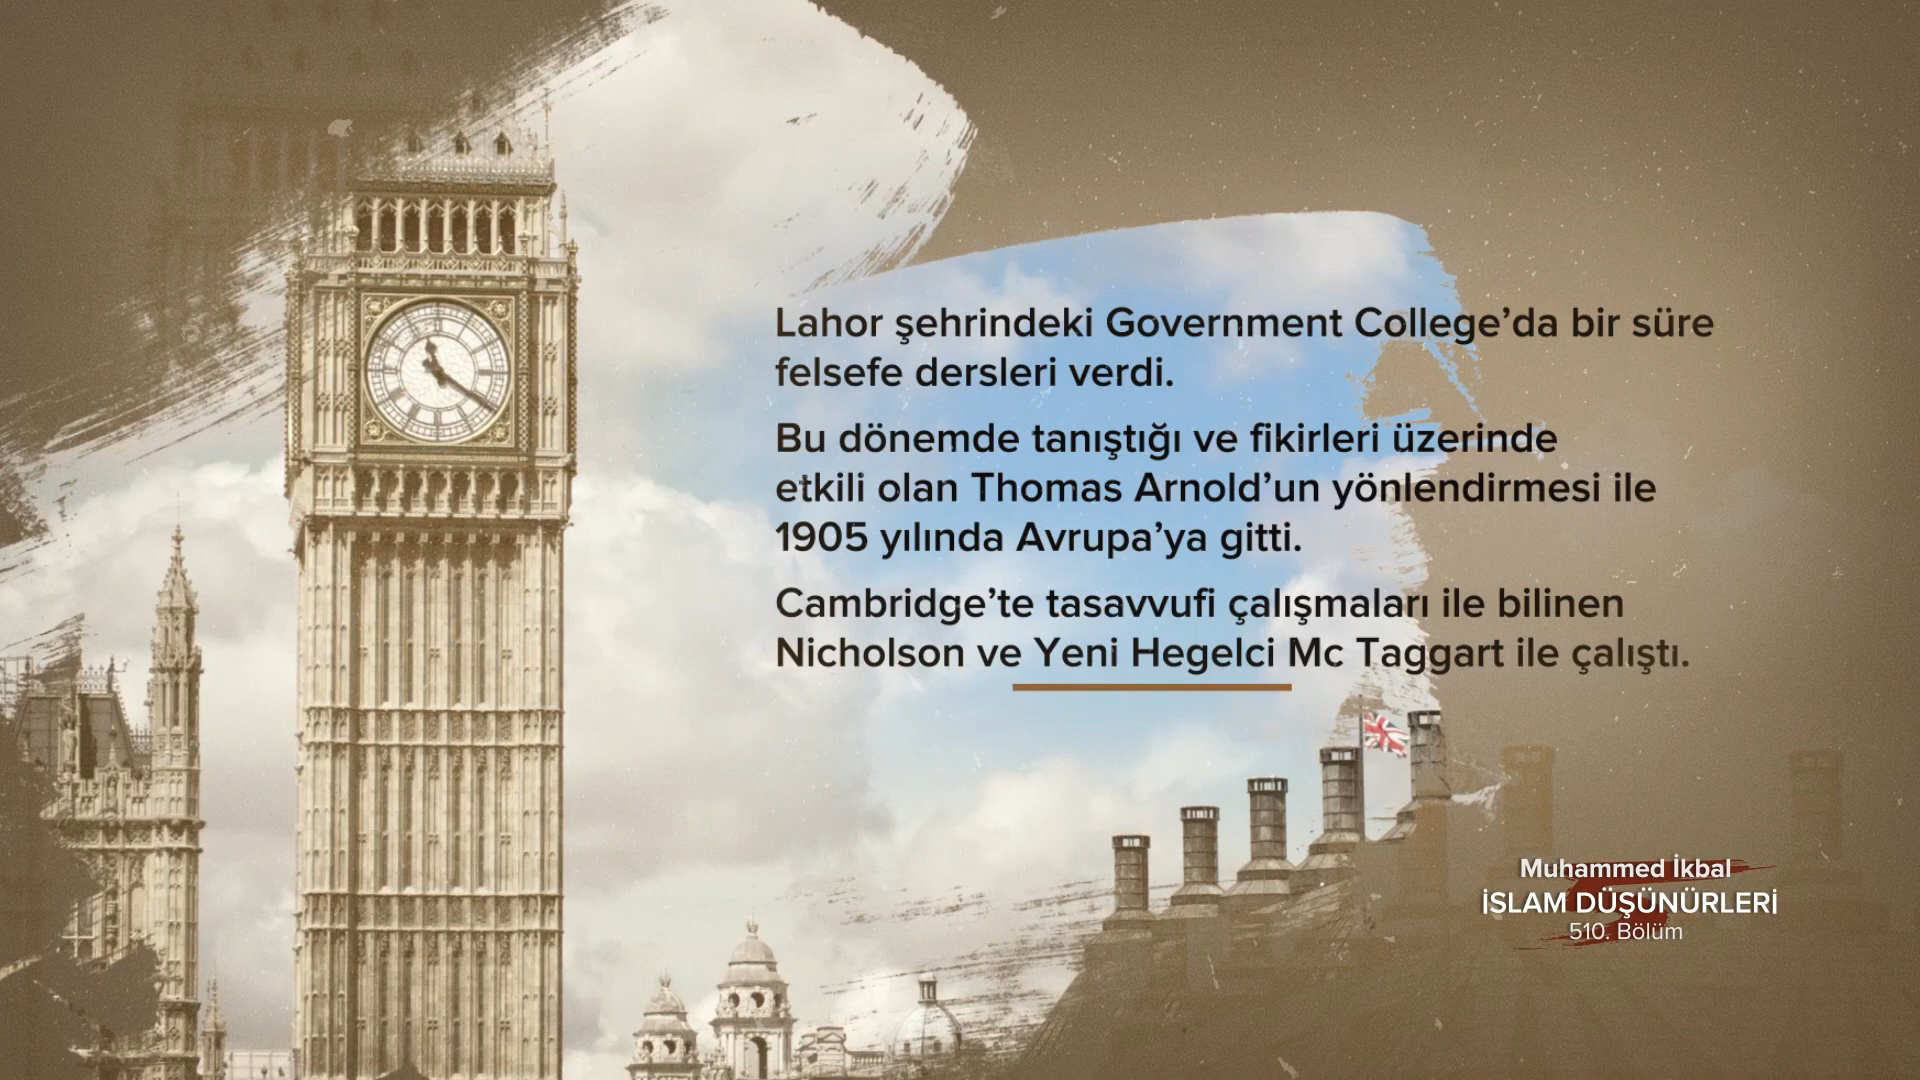 Lahor şehrindeki Government College’da bir süre
felsefe dersleri verdi.
Bu dönemde tanıştığı ve fikirleri üzerinde
etkili olan Thomas Arnold’un yönlendirmesi ile
1905 yılında Avrupa’ya gitti.
Cambridge’te tasavvufi çalışmaları ile bilinen
Nicholson ve Yeni Hegelci Mc Taggart ile çalıştı.
Muhammed İkbal
İSLAM DÜŞÜNÜRLERİ
510. Bölüm